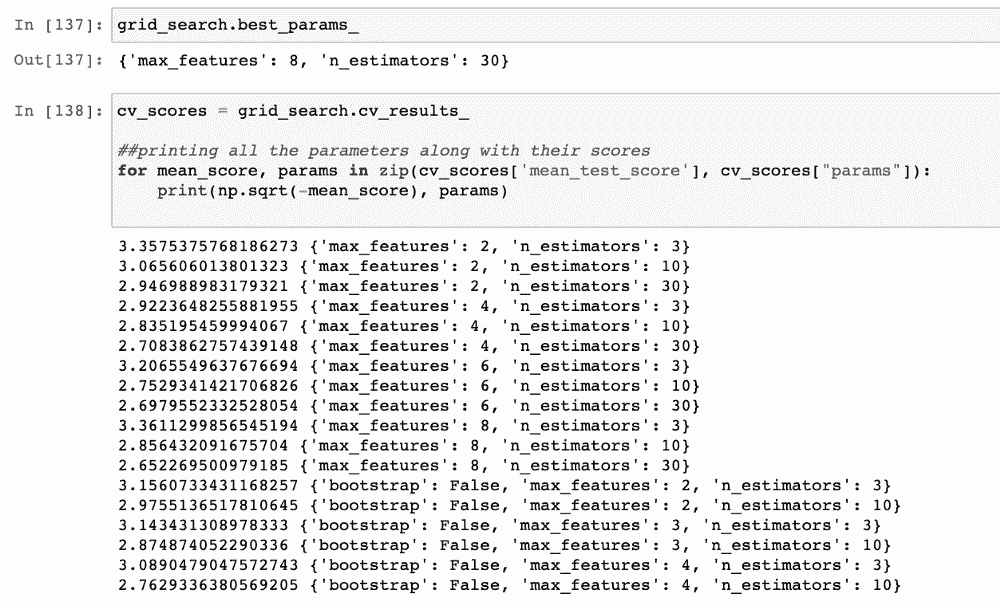 In [137]: grid_search.best_params_
Out[137]: {'max_features': 8, 'n_estimators': 30}
In [138]: cv_scores = grid_search.cv_results_
##printing all the parameters along with their scores
for mean_score, params in zip(cv_scores['mean_test_score'], cv_scores["params"]):
    print(np.sqrt(-mean_score), params)
3.3575375768186273 {'max_features': 2, 'n_estimators': 3}
3.065606013801323 {'max_features': 2, 'n_estimators': 10}
2.946988983179321 {'max_features': 2, 'n_estimators': 30}
2.9223648255881955 {'max_features': 4, 'n_estimators': 3}
2.835195459994067 {'max_features': 4, 'n_estimators': 10}
2.7083862757439148 {'max_features': 4, 'n_estimators': 30}
3.2065549637676694 {'max_features': 6, 'n_estimators': 3}
2.75293414217​06826 {'max_features': 6, 'n_estimators': 10}
2.6979552332528054 {'max_features': 6, 'n_estimators': 30}
3.3611299856545194 {'max_features': 8, 'n_estimators': 3}
2.856432091675704 {'max_features': 8, 'n_estimators': 10}
2.652269500979185 {'max_features': 8, 'n_estimators': 30}
3.1560733431168257 {'bootstrap': False, 'max_features': 2, 'n_estimators': 3}
2.9755136517810645 {'bootstrap': False, 'max_features': 2, 'n_estimators': 10}
3.143431308978333 {'bootstrap': False, 'max_features': 3, 'n_estimators': 3}
2.874874052290336 {'bootstrap': False, 'max_features': 3, 'n_estimators': 10}
3.0890479047572743 {'bootstrap': False, 'max_features': 4, 'n_estimators': 3}
2.7629336380569205 {'bootstrap': False, 'max_features': 4, 'n_estimators': 10}